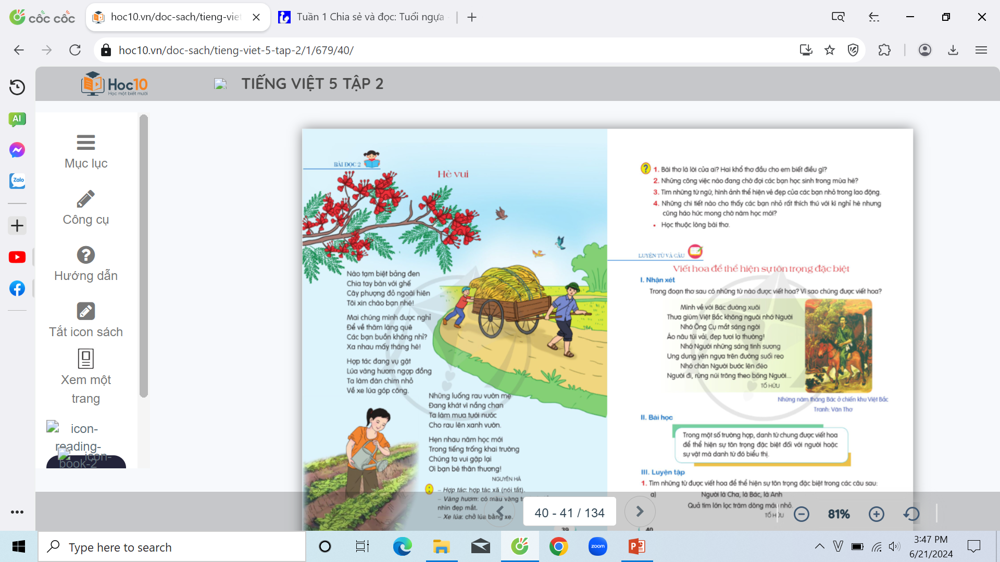 cốc cốc
hoc10.vn/doc-sach/tieng-viet
Tuần 1 Chia sẻ và đọc: Tuổi ngựa
hoc10.vn/doc-sach/tieng-viet-5-tap-2/1/679/40/
Hoc10
Học một biết mười
TIẾNG VIỆT 5 TẬP 2
AI
Zalo
Mục lục
Công cụ
Hướng dẫn
Tắt icon sách
Xem một
trang
icon-
reading-
book-2
icon-
BÀI ĐỌC 2
Hè vui
Nào tạm biệt bảng đen
Chia tay bàn với ghế
Cây phượng đỏ ngoài hiên
Tôi xin chào bạn nhé!
Mai chúng mình được nghỉ
Để về thăm làng quê
Các bạn buồn không nhỉ?
Xa nhau mấy tháng hè!
Hợp tác đang vụ gặt
Lúa vàng hươm ngợp đồng
Ta làm đàn chim nhỏ
Về xe lúa góp công.
Những luống rau vườn mẹ
Đang khát vì nắng chan
Ta làm mưa tưới nước
Cho rau lên xanh vườn.
Hẹn nhau năm học mới
Trong tiếng trống khai trường
Chúng ta vui gặp lại
Ơi bạn bè thân thương!
NGUYÊN HÀ
– Hợp tác: hợp tác xã (nói tắt).
– Vàng hươm: có màu vàng
nhìn đẹp mắt.
– Xe lúa: chở lúa bằng xe.
39
? 1. Bài thơ là lời của ai? Hai khổ thơ đầu cho em biết điều gì?
2. Những công việc nào đang chờ đợi các bạn học sinh trong mùa hè?
3. Tìm những từ ngữ, hình ảnh thể hiện vẻ đẹp của các bạn nhỏ trong lao động.
4. Những chi tiết nào cho thấy các bạn nhỏ rất thích thú với kì nghỉ hè nhưng
cũng háo hức mong chờ năm học mới?
• Học thuộc lòng bài thơ.
LUYỆN TỪ VÀ CÂU
Viết hoa để thể hiện sự tôn trọng đặc biệt
I. Nhận xét
Trong đoạn thơ sau có những từ nào được viết hoa? Vì sao chúng được viết hoa?
Mình về với Bác đường xuôi
Thưa giùm Việt Bắc không nguôi nhớ Người
Nhớ Ông Cụ mắt sáng ngời
Áo nâu túi vải, đẹp tươi lạ thường!
Nhớ Người những sáng tinh sương
Ung dung yên ngựa trên đường suối reo
Nhớ chân Người bước lên đèo
Người đi, rừng núi trông theo bóng Người...
TỐ HỮU
Những năm tháng Bác ở chiến khu Việt Bắc
Tranh: Văn Thơ
II. Bài học
Trong một số trường hợp, danh từ chung được viết hoa
để thể hiện sự tôn trọng đặc biệt đối với người hoặc
sự vật mà danh từ đó biểu thị.
III. Luyện tập
1. Tìm những từ được viết hoa để thể hiện sự tôn trọng đặc biệt trong các câu sau:
a) Người là Cha, là Bác, là Anh
Quả tim lớn lọc trăm dòng máu nhỏ.
TỐ HỮU
40
40 - 41 / 134
81%
Type here to search
zoom
V
3:47 PM
6/21/2024